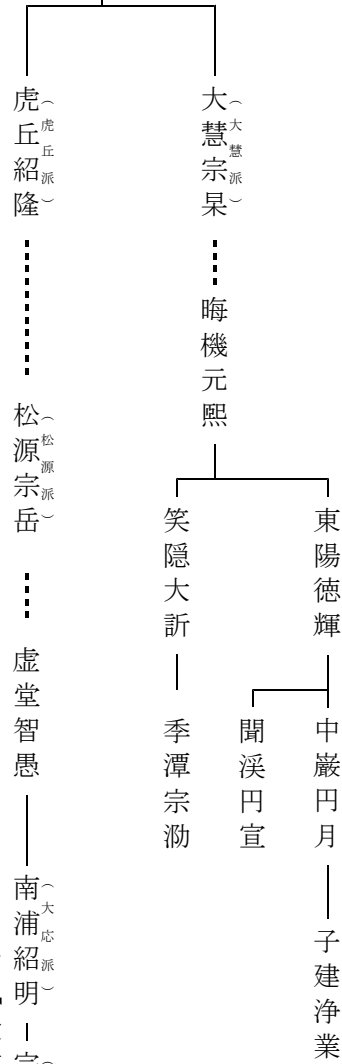 大慧宗杲
（大慧派）
晦機元熙
東陽徳輝
中巌円月
子建浄業
聞渓円宣
笑隠大訢
季潭宗泐
虎丘紹隆
（虎丘派）
松源宗岳
（松源派）
虚堂智愚
南浦紹明
（大応派）